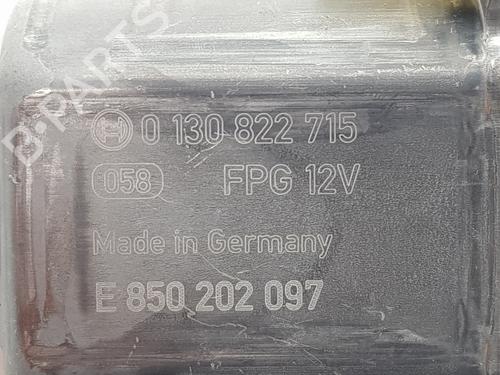 B-PARTS
0 130 822 715
058 FPG 12V
Made in Germany
E 850 202 097